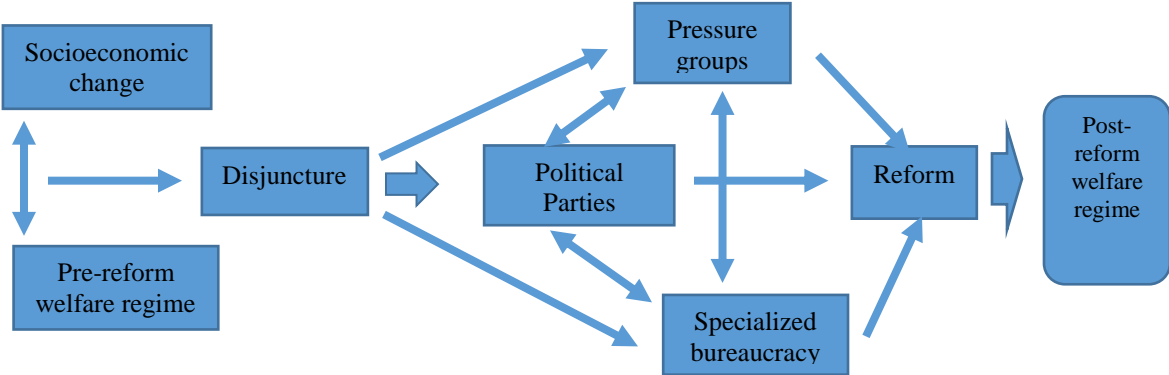 Socioeconomic
change
Pre-reform
welfare regime
Disjuncture
Pressure
groups
Political
Parties
Specialized
bureaucracy
Reform
Post-
reform
welfare
regime